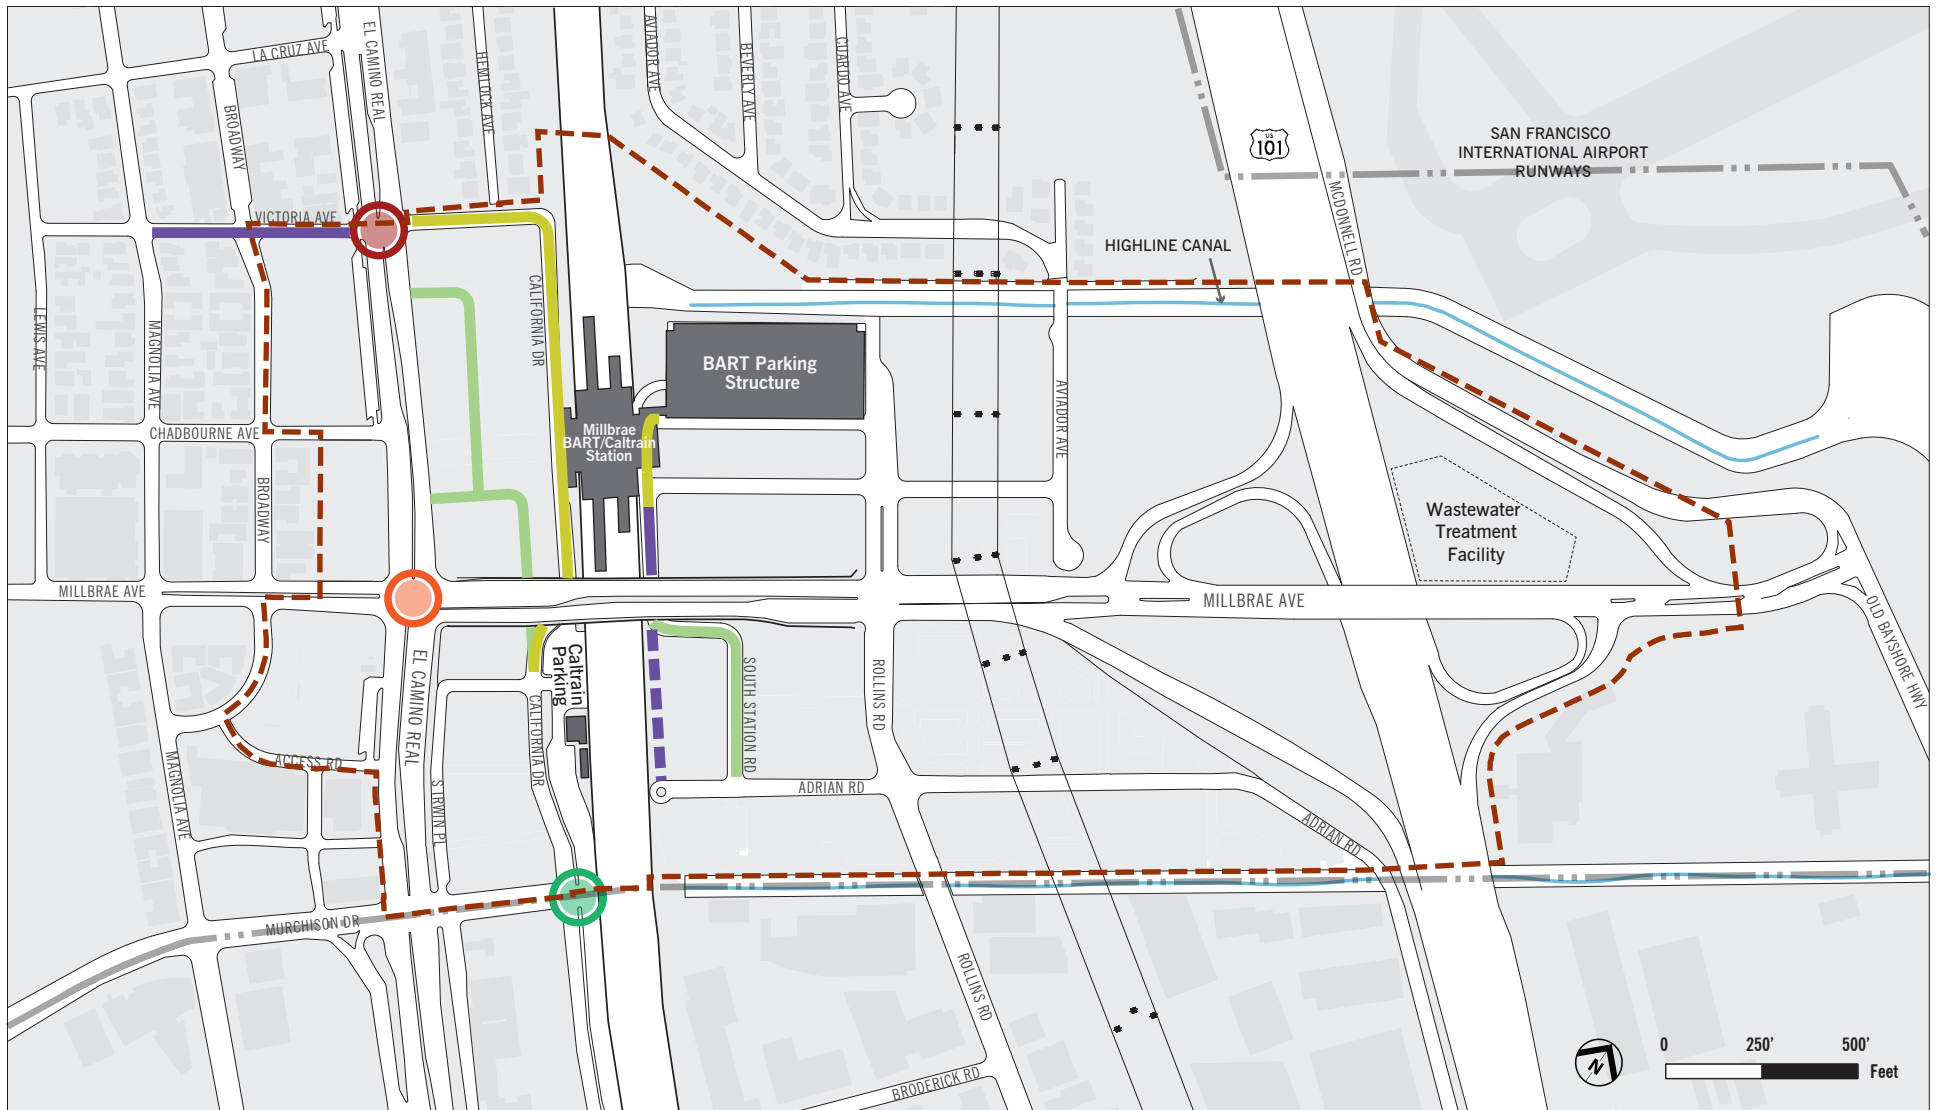 LA CRUZ AVE
EL CAMINO REAL
HEMLOCK AVE
AVIADOR AVE
BEVERLY AVE
CUARDO AVE
BROADWAY
US
101
SAN FRANCISCO
INTERNATIONAL AIRPORT
RUNWAYS
MCDONNELL RD
VICTORIA AVE
HIGHLINE CANAL
CALIFORNIA DR
LEWIS AVE
MAGNOLIA AVE
BART Parking
Structure
AVIADOR AVE
CHADBOURNE AVE
Millbrae
BART/Caltrain
Station
BROADWAY
Wastewater
Treatment
Facility
MILLBRAE AVE
MILLBRAE AVE
OLD BAYSHORE HWY
EL CAMINO REAL
Caltrain
Parking
CALIFORNIA DR
SOUTH STATION RD
ROLLINS RD
MAGNOLIA AVE
ACCESS RD
S IRWIN PL
ADRIAN RD
ADRIAN RD
MURCHISON DR
ROLLINS RD
BRODERICK RD
N
0 250' 500'
Feet